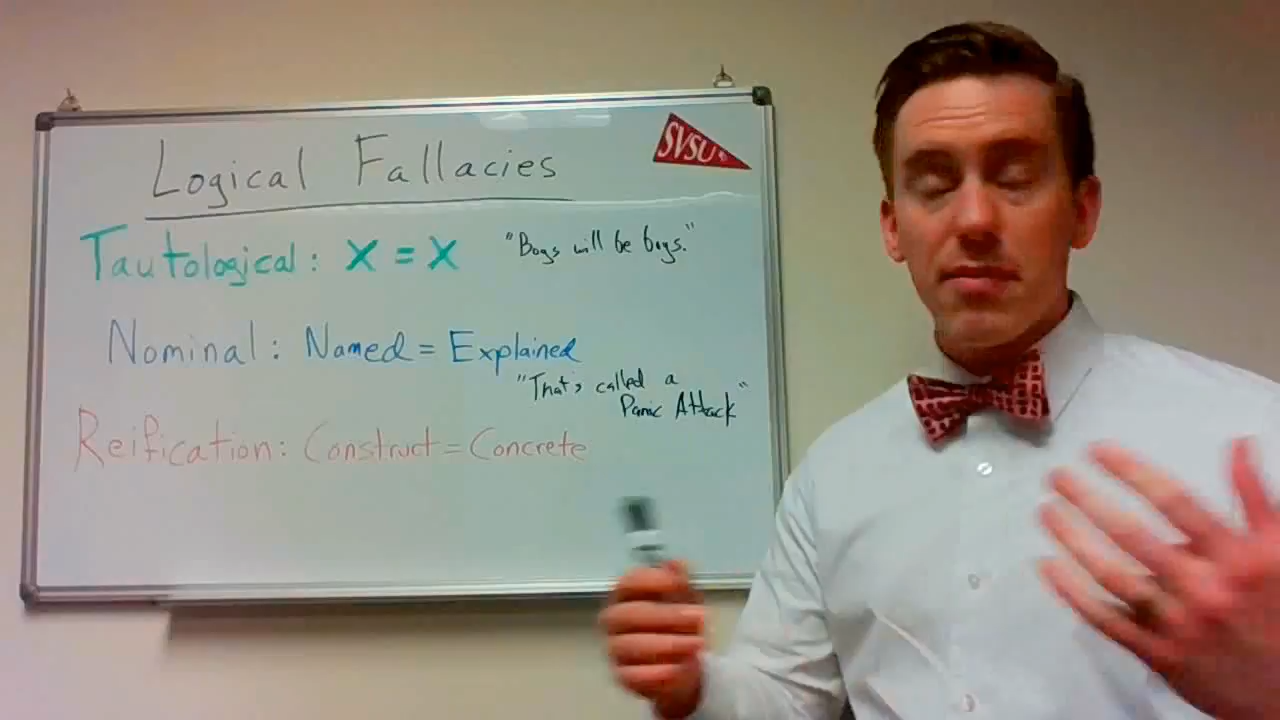 Logical Fallacies
SVSU
Tautological: X = X
"Boys will be boys."
Nominal: Named = Explained
"That's called a
Panic Attack"
Reification: Construct = Concrete